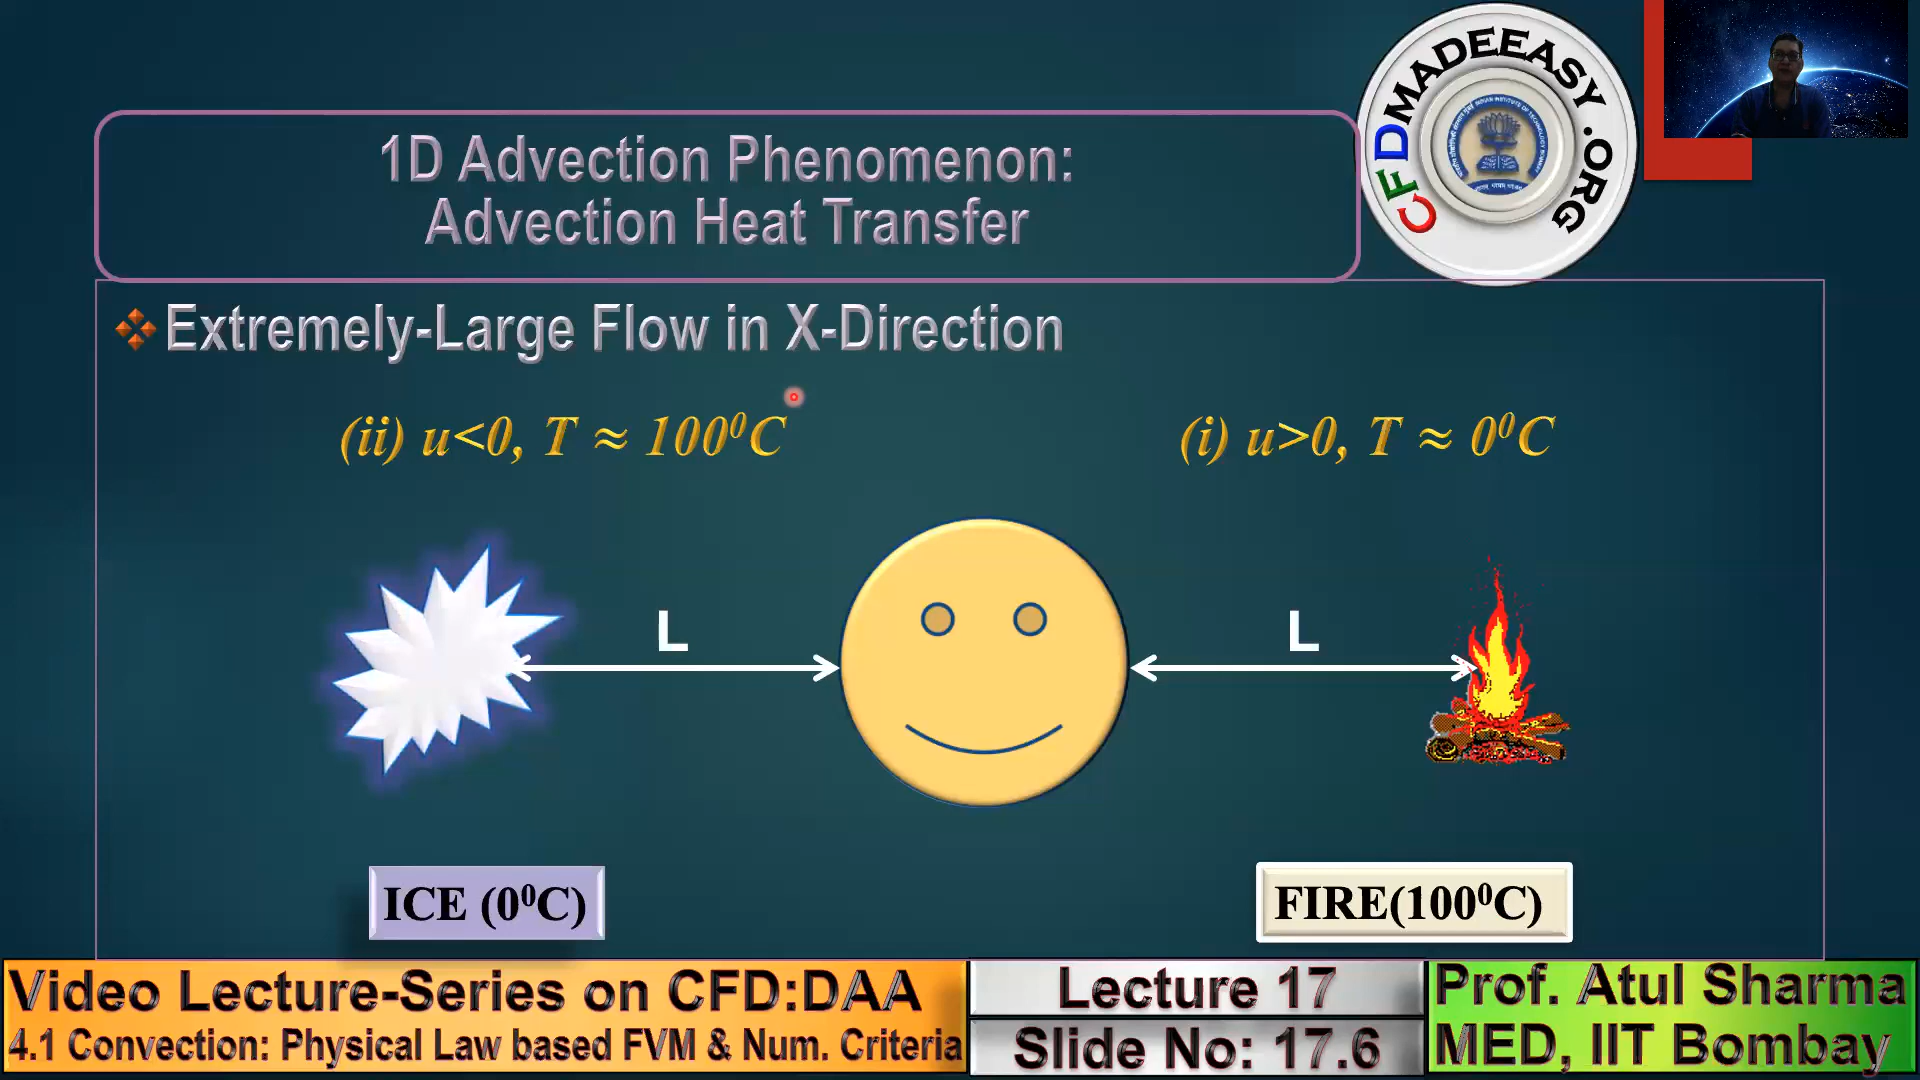 1D Advection Phenomenon:
Advection Heat Transfer
CFDMADEEASY.ORG
Extremely-Large Flow in X-Direction
(ii) u<0, T ≈ 100⁰C
(i) u>0, T ≈ 0⁰C
L
L
ICE (0⁰C)
FIRE(100⁰C)
Video Lecture-Series on CFD:DAA
4.1 Convection: Physical Law based FVM & Num. Criteria
Lecture 17
Slide No: 17.6
Prof. Atul Sharma
MED, IIT Bombay